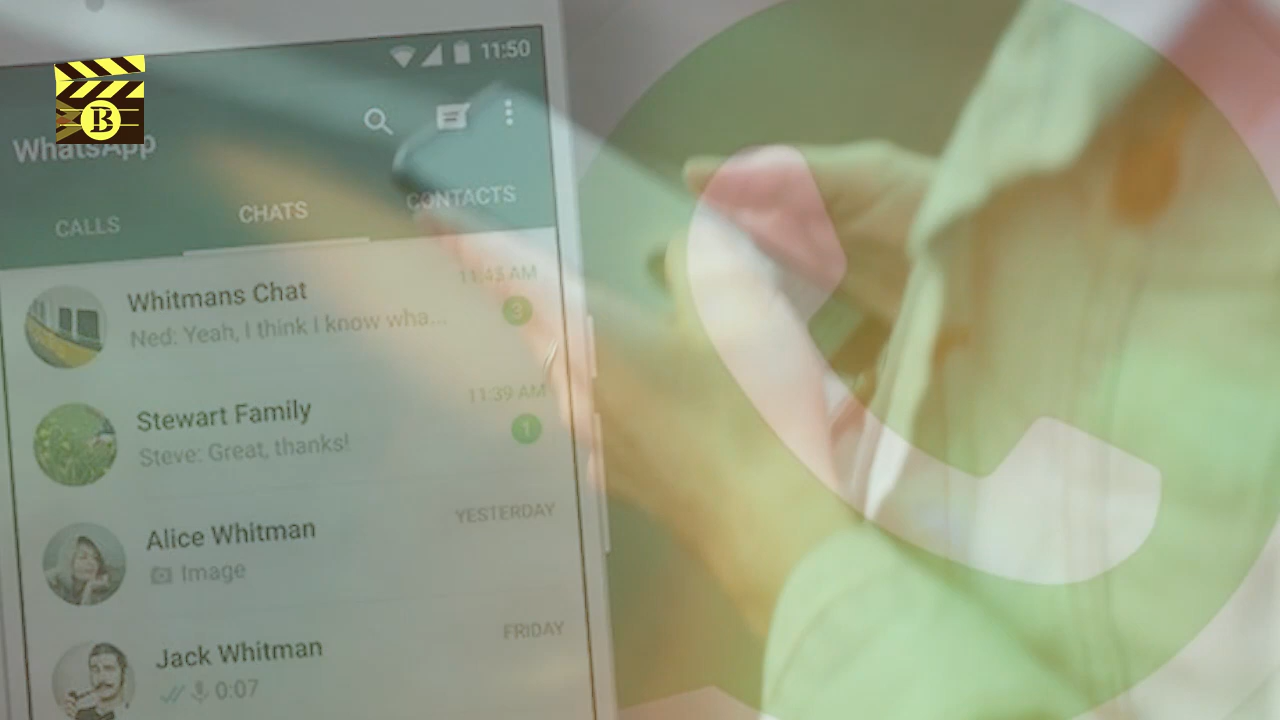 11:50
B
WhatsApp
CALLS CHATS CONTACTS
Whitmans Chat 11:43 AM
Ned: Yeah, I think I know wha... 3
Stewart Family 11:39 AM
Steve: Great, thanks! 1
Alice Whitman YESTERDAY
Image
Jack Whitman FRIDAY
0:07